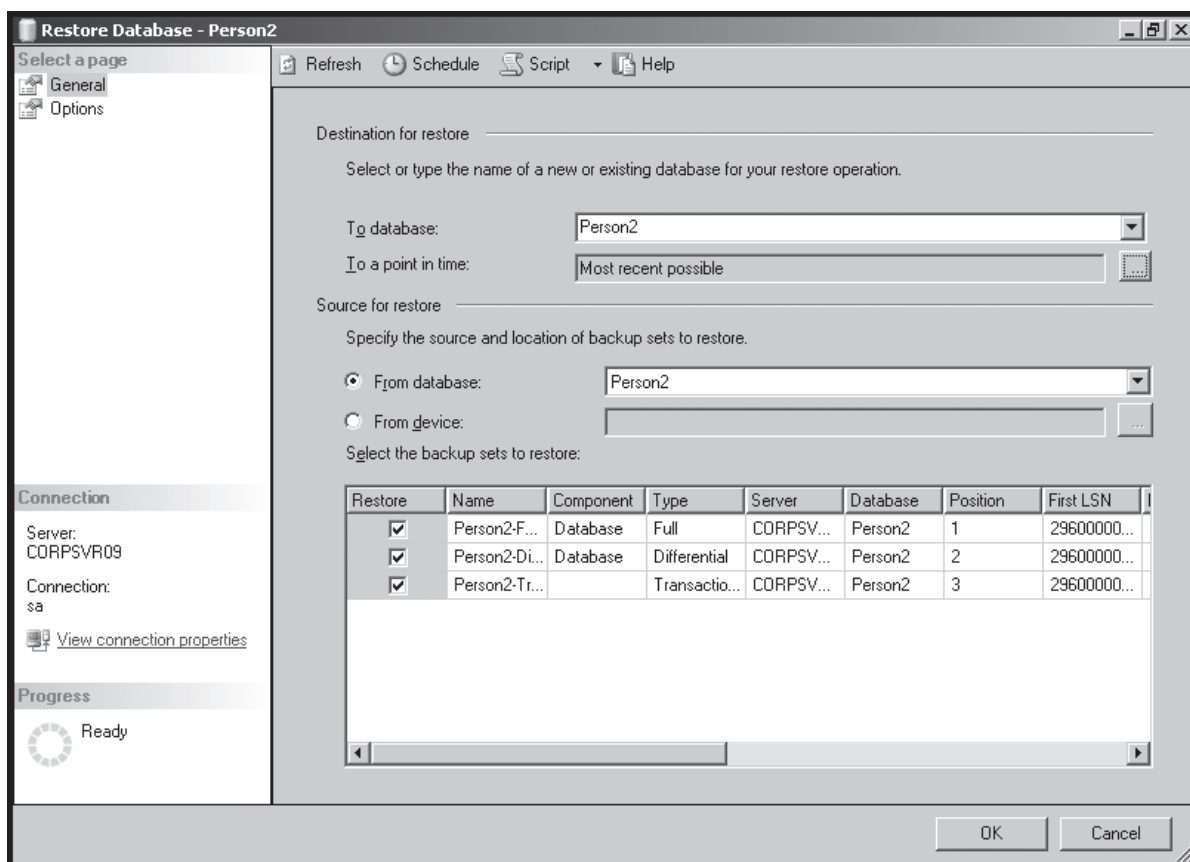 Restore Database - Person2
Select a page
General
Options
Refresh Schedule Script Help
Destination for restore
Select or type the name of a new or existing database for your restore operation.
To database: Person2
To a point in time: Most recent possible ...
Source for restore
Specify the source and location of backup sets to restore.
From database: Person2
From device: ...
Select the backup sets to restore:
Restore Name Component Type Server Database Position First LSN
Person2-F... Database Full CORPSV... Person2 1 29600000...
Person2-Di... Database Differential CORPSV... Person2 2 29600000...
Person2-Tr... Transactio... CORPSV... Person2 3 29600000...
Connection
Server:
CORPSVR09
Connection:
sa
View connection properties
Progress
Ready
OK Cancel